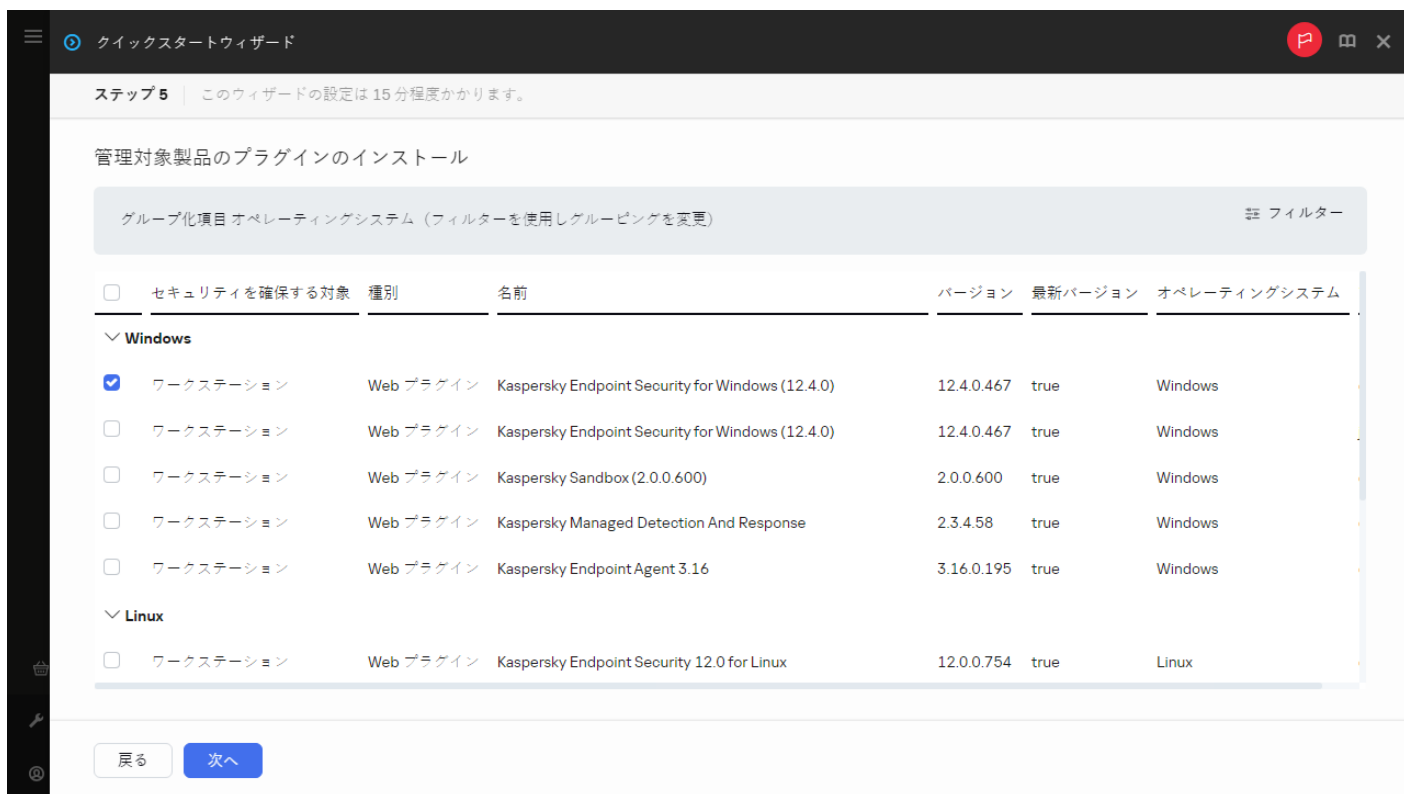 クイックスタートウィザード
ステップ 5 このウィザードの設定は 15 分程度かかります。
管理対象製品のプラグインのインストール
グループ化項目 オペレーティングシステム（フィルターを使用しグルーピングを変更） フィルター
セキュリティを確保する対象 種別 名前 バージョン 最新バージョン オペレーティングシステム
Windows
ワークステーション Web プラグイン Kaspersky Endpoint Security for Windows (12.4.0) 12.4.0.467 true Windows
ワークステーション Web プラグイン Kaspersky Endpoint Security for Windows (12.4.0) 12.4.0.467 true Windows
ワークステーション Web プラグイン Kaspersky Sandbox (2.0.0.600) 2.0.0.600 true Windows
ワークステーション Web プラグイン Kaspersky Managed Detection And Response 2.3.4.58 true Windows
ワークステーション Web プラグイン Kaspersky Endpoint Agent 3.16 3.16.0.195 true Windows
Linux
ワークステーション Web プラグイン Kaspersky Endpoint Security 12.0 for Linux 12.0.0.754 true Linux
戻る 次へ